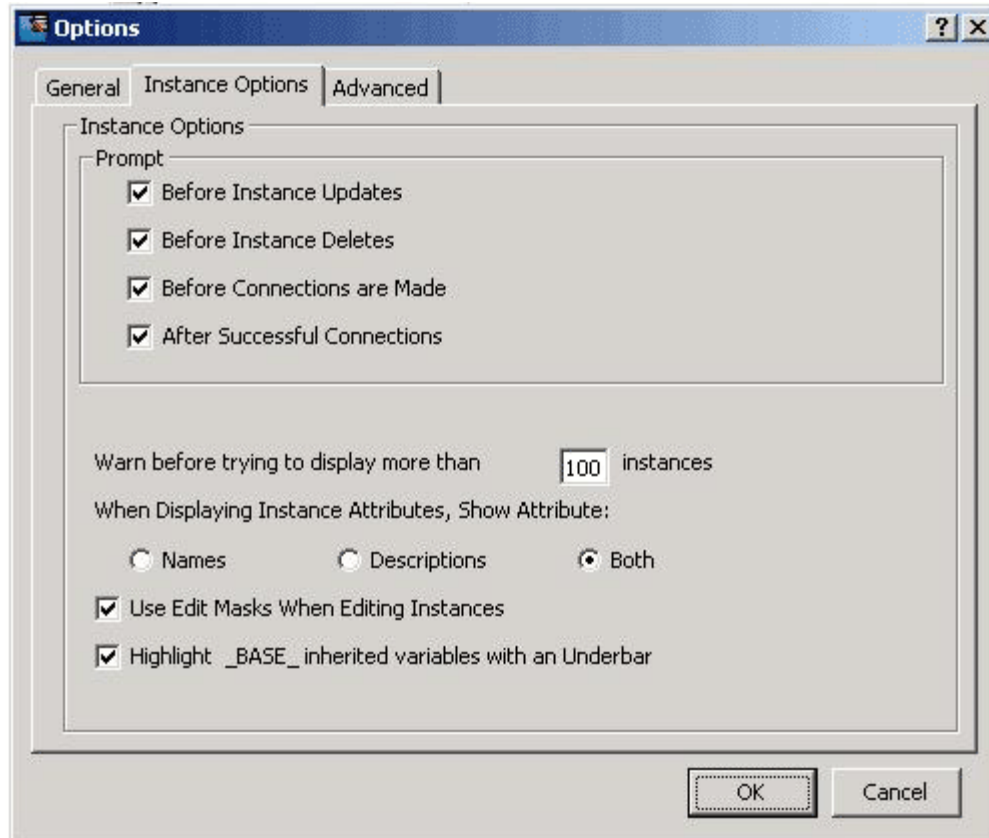 Options
General Instance Options Advanced
Instance Options
Prompt
Before Instance Updates
Before Instance Deletes
Before Connections are Made
After Successful Connections
Warn before trying to display more than 100 instances
When Displaying Instance Attributes, Show Attribute:
Names Descriptions Both
Use Edit Masks When Editing Instances
Highlight _BASE_ inherited variables with an Underbar
OK Cancel